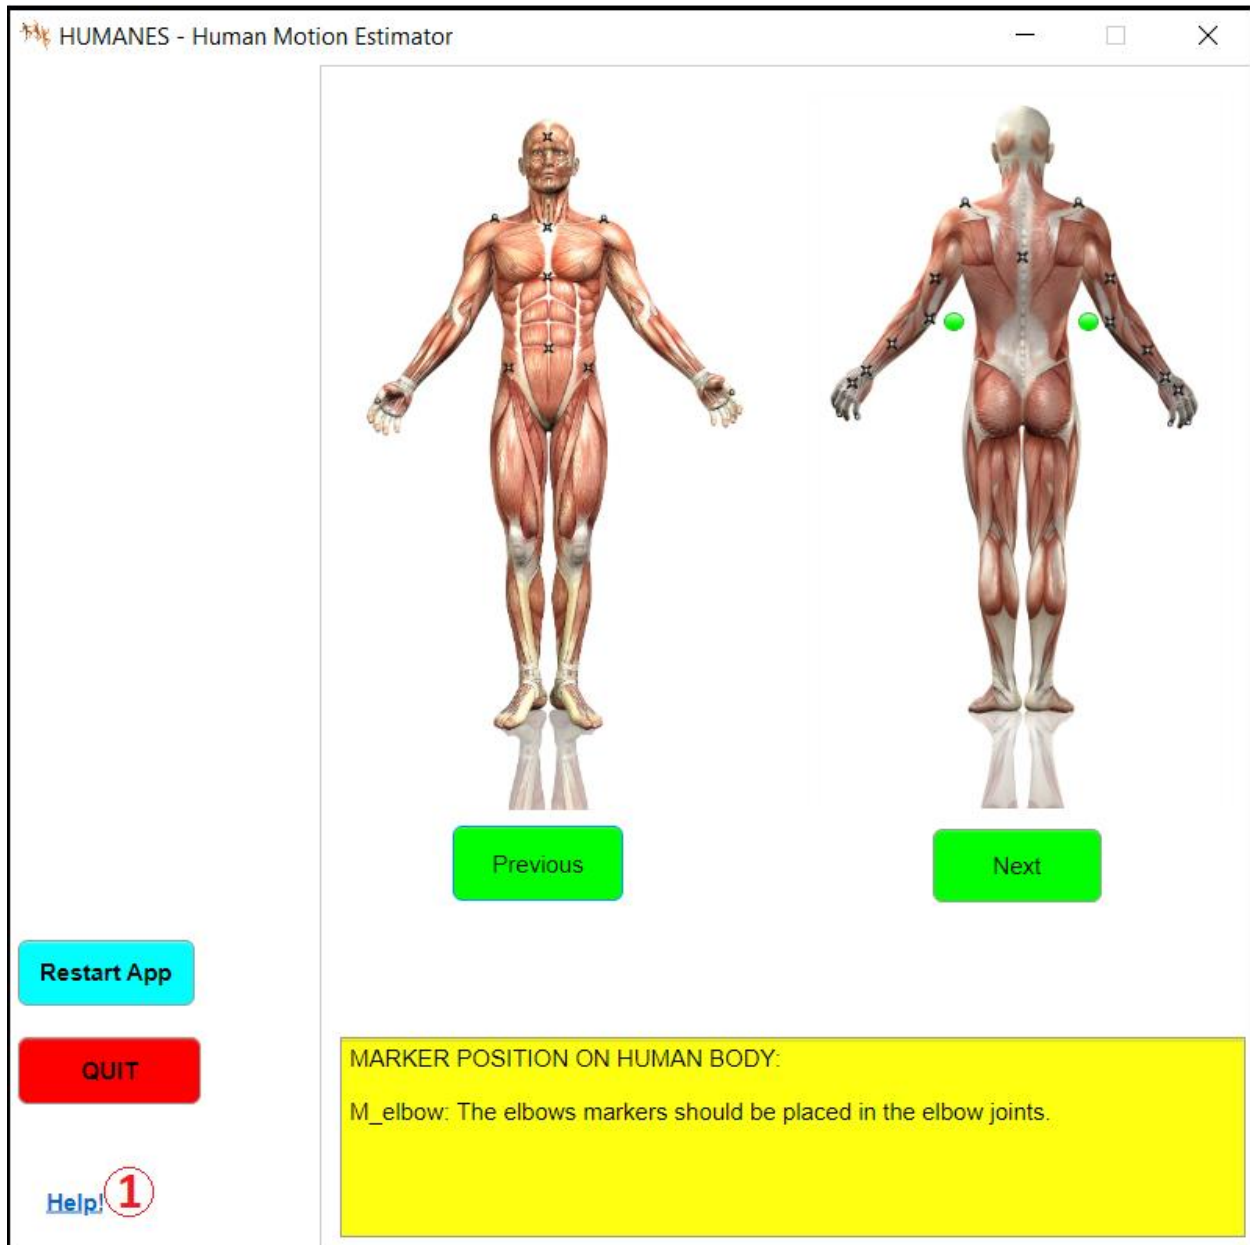 HUMANES - Human Motion Estimator
Previous
Next
Restart App
QUIT
MARKER POSITION ON HUMAN BODY:
M_elbow: The elbows markers should be placed in the elbow joints.
Help! 1